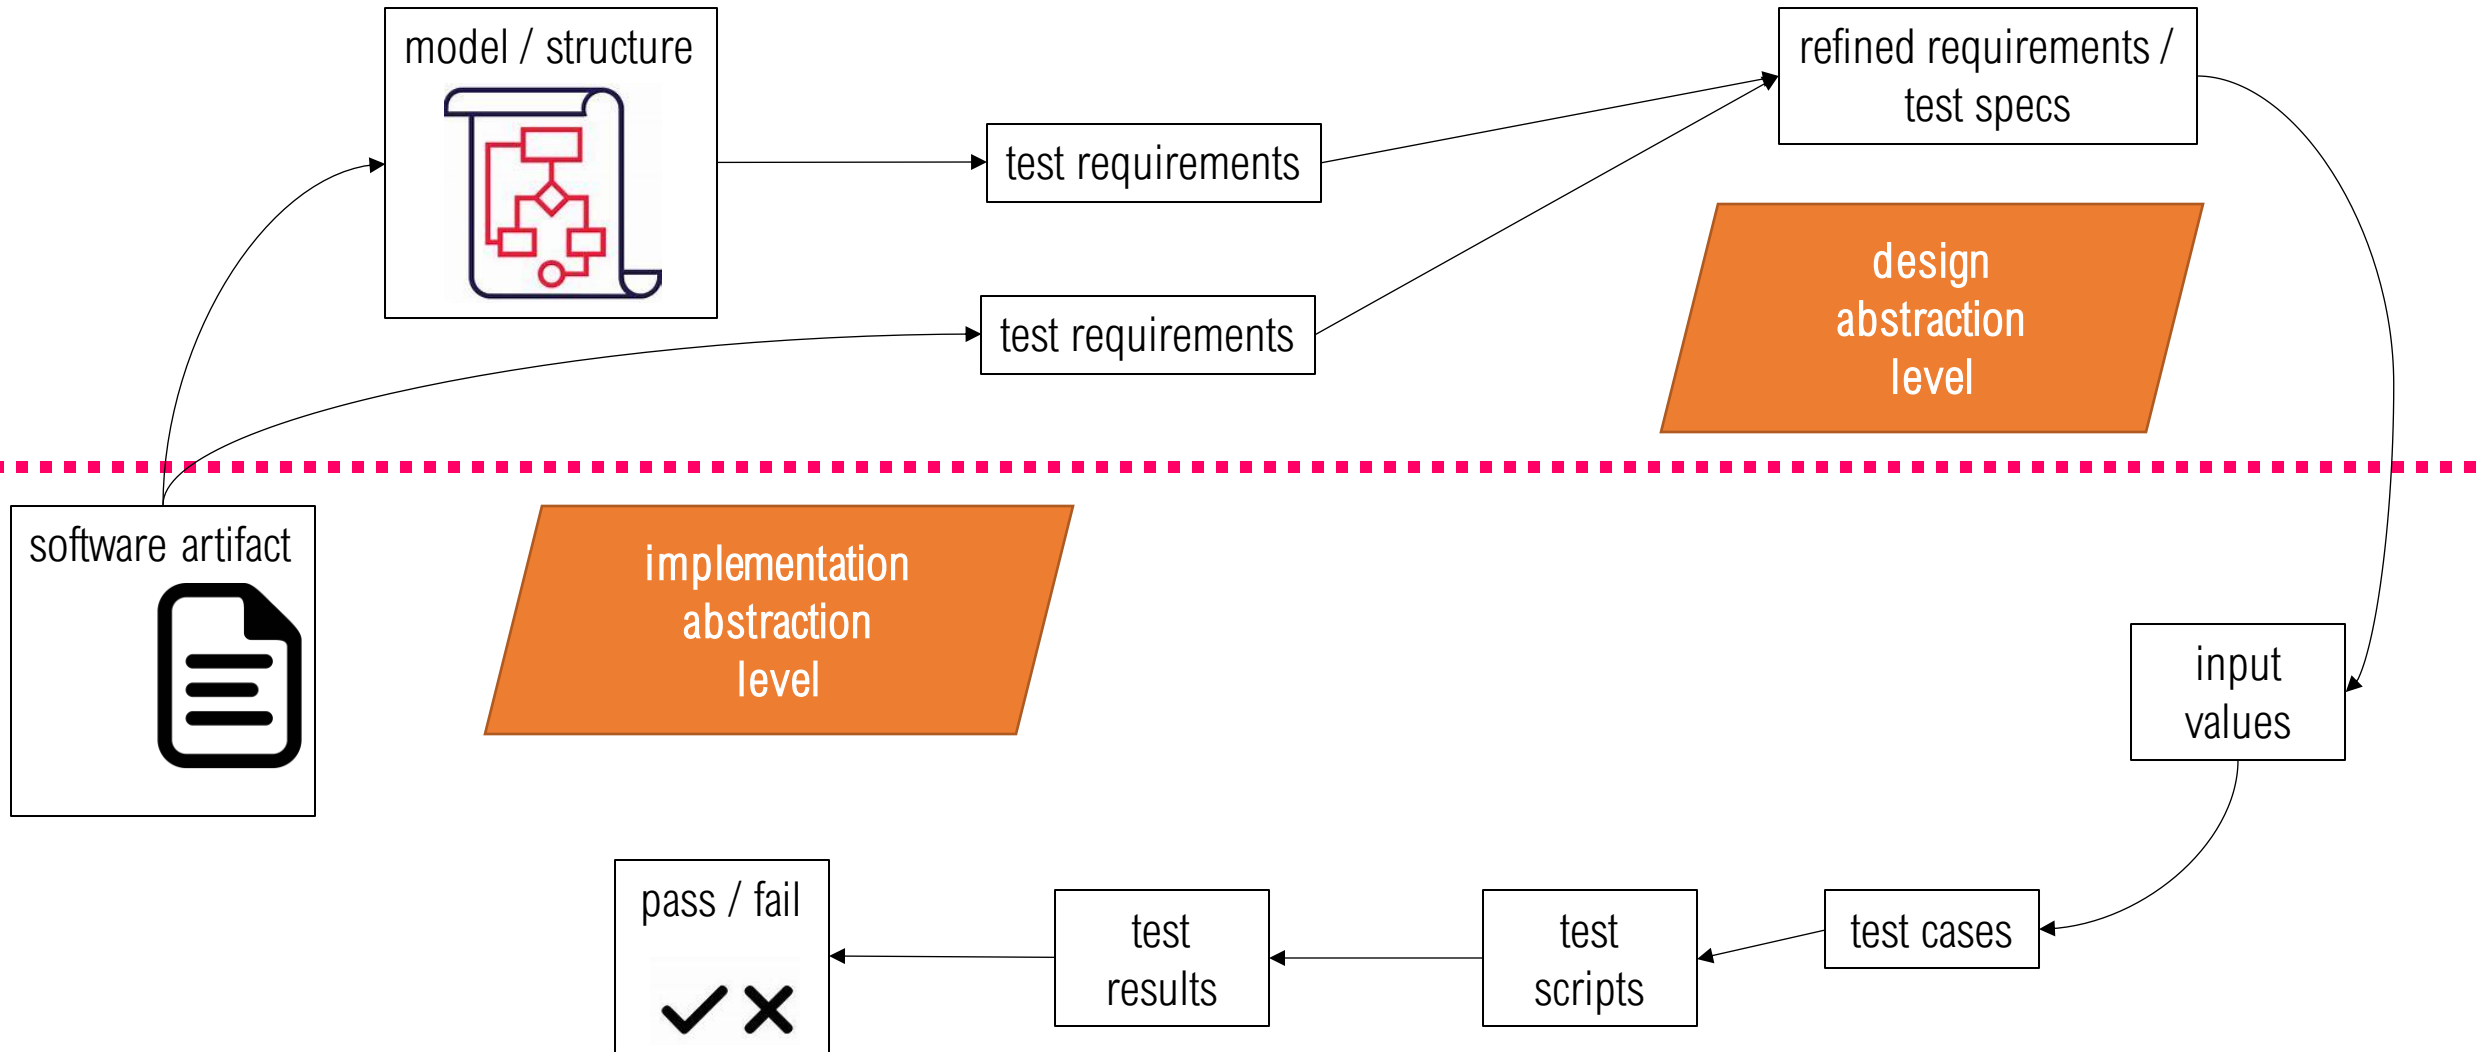 model / structure
refined requirements /
test specs
test requirements
test requirements
design
abstraction
level
software artifact
implementation
abstraction
level
input
values
pass / fail
test
results
test
scripts
test cases